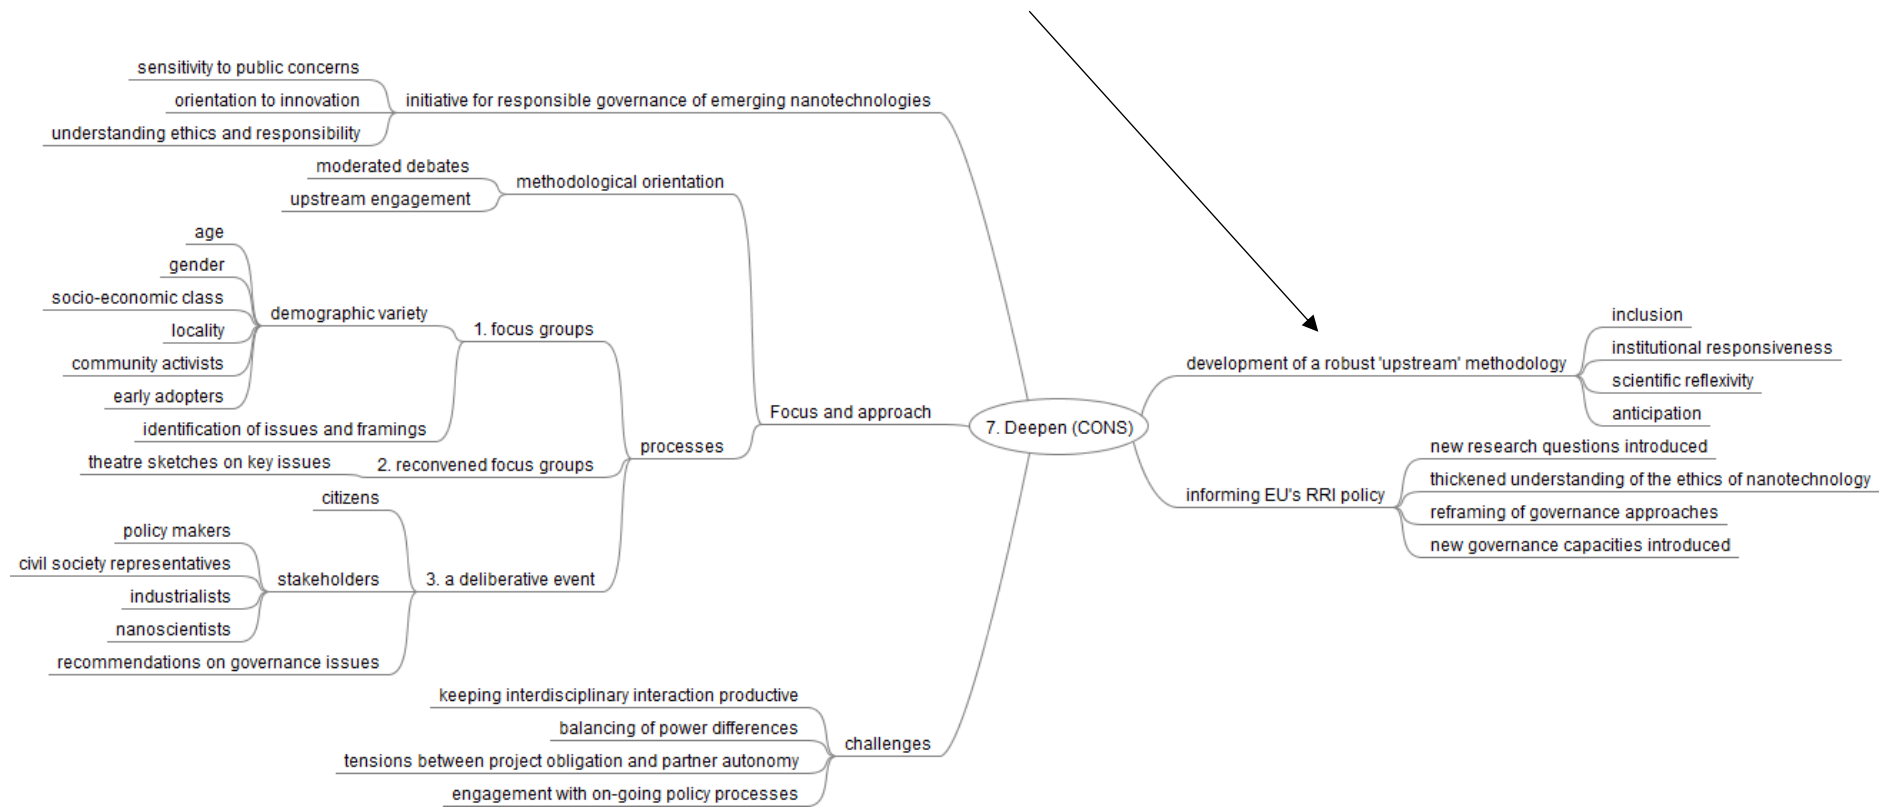 sensitivity to public concerns
orientation to innovation
understanding ethics and responsibility
initiative for responsible governance of emerging nanotechnologies
moderated debates
upstream engagement
methodological orientation
age
gender
socio-economic class
locality
community activists
early adopters
demographic variety
identification of issues and framings
1. focus groups
theatre sketches on key issues
2. reconvened focus groups
citizens
policy makers
civil society representatives
industrialists
nanoscientists
stakeholders
recommendations on governance issues
3. a deliberative event
processes
Focus and approach
keeping interdisciplinary interaction productive
balancing of power differences
tensions between project obligation and partner autonomy
engagement with on-going policy processes
challenges
7. Deepen (CONS)
development of a robust 'upstream' methodology
inclusion
institutional responsiveness
scientific reflexivity
anticipation
informing EU's RRI policy
new research questions introduced
thickened understanding of the ethics of nanotechnology
reframing of governance approaches
new governance capacities introduced